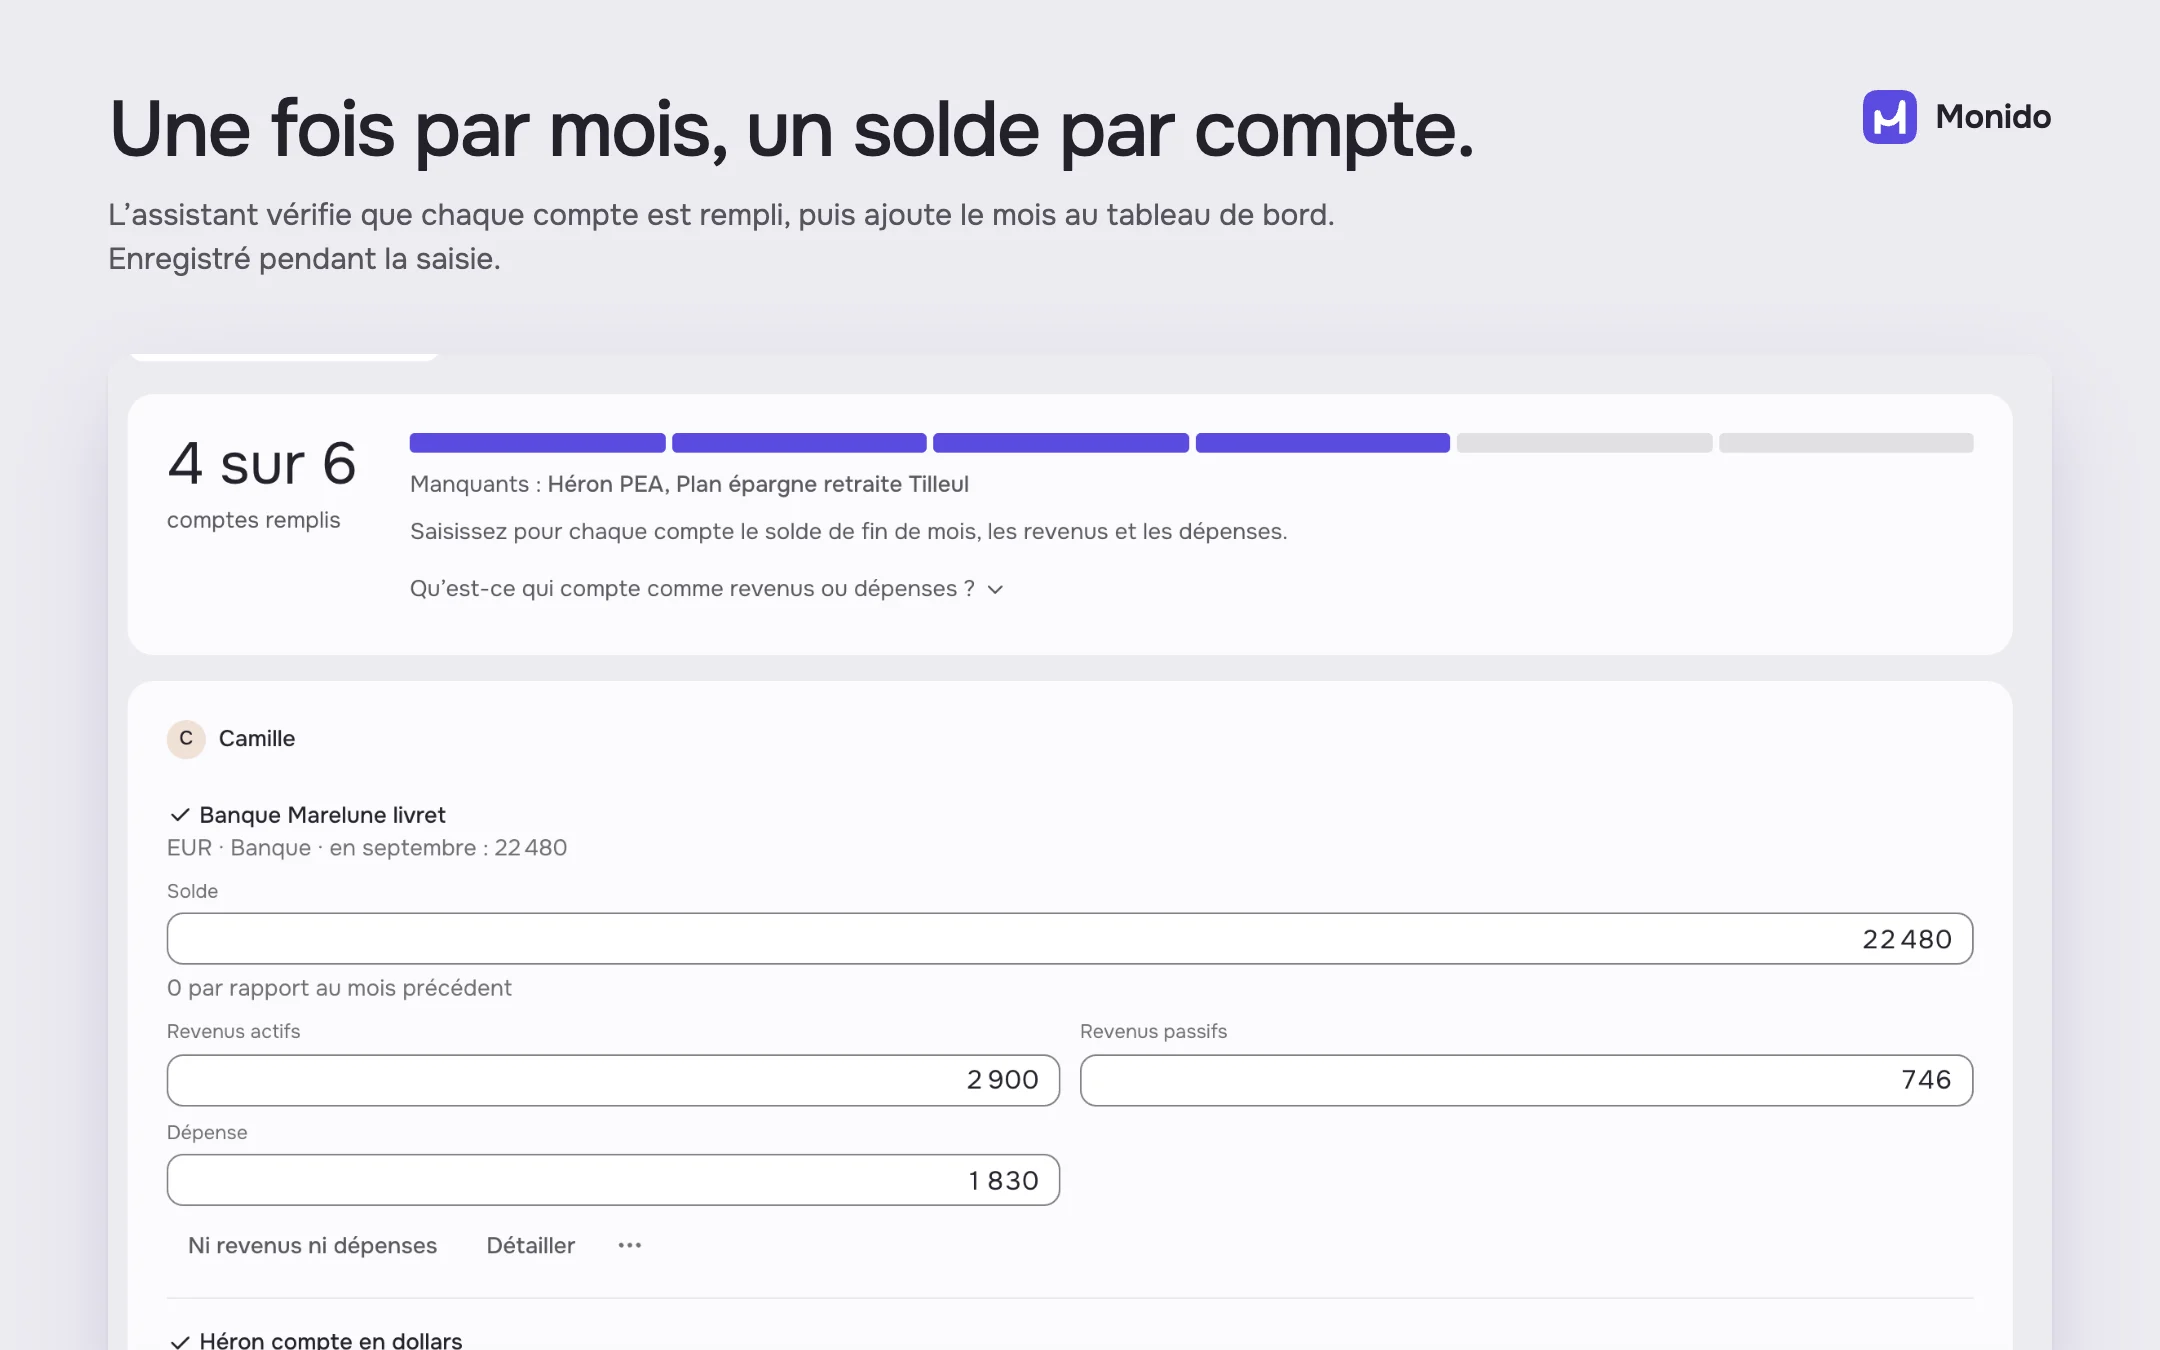 Une fois par mois, un solde par compte.
Monido
L’assistant vérifie que chaque compte est rempli, puis ajoute le mois au tableau de bord.
Enregistré pendant la saisie.
4 sur 6
comptes remplis
Manquants : Héron PEA, Plan épargne retraite Tilleul
Saisissez pour chaque compte le solde de fin de mois, les revenus et les dépenses.
Qu’est-ce qui compte comme revenus ou dépenses ?
C Camille
Banque Marelune livret
EUR · Banque · en septembre : 22 480
Solde
22 480
0 par rapport au mois précédent
Revenus actifs
2 900
Revenus passifs
746
Dépense
1 830
Ni revenus ni dépenses Détailler ···
Héron compte en dollars